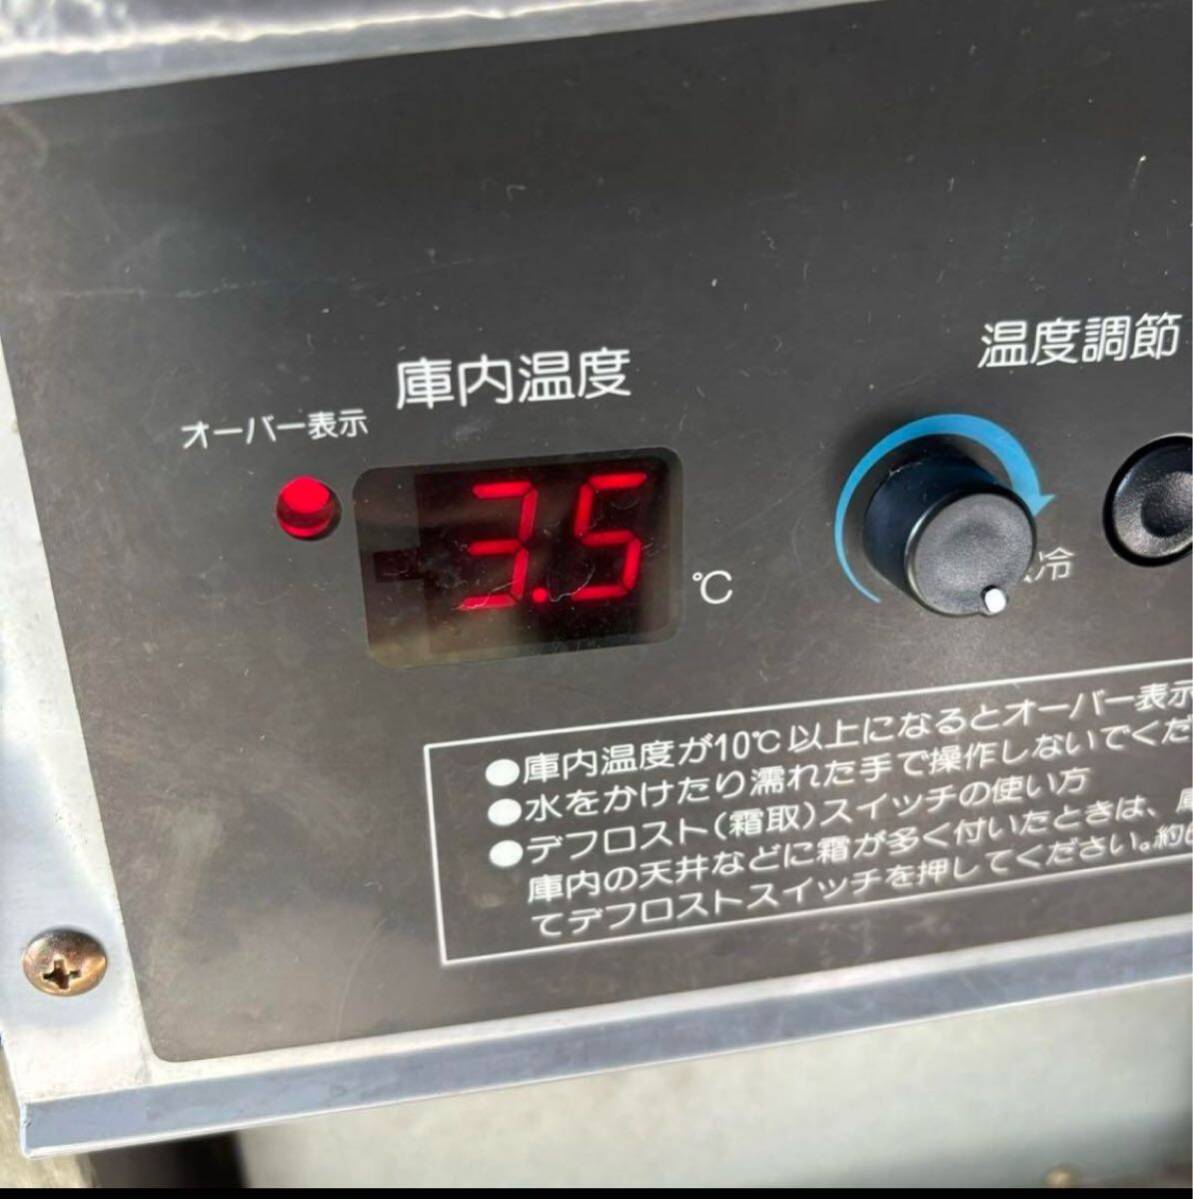 庫内温度
温度調節
オーバー表示
3.5
℃
冷
●庫内温度が10℃以上になるとオーバー表示
●水をかけたり濡れた手で操作しないでくだ
●デフロスト(霜取)スイッチの使い方
庫内の天井などに霜が多く付いたときは、
てデフロストスイッチを押してください。約